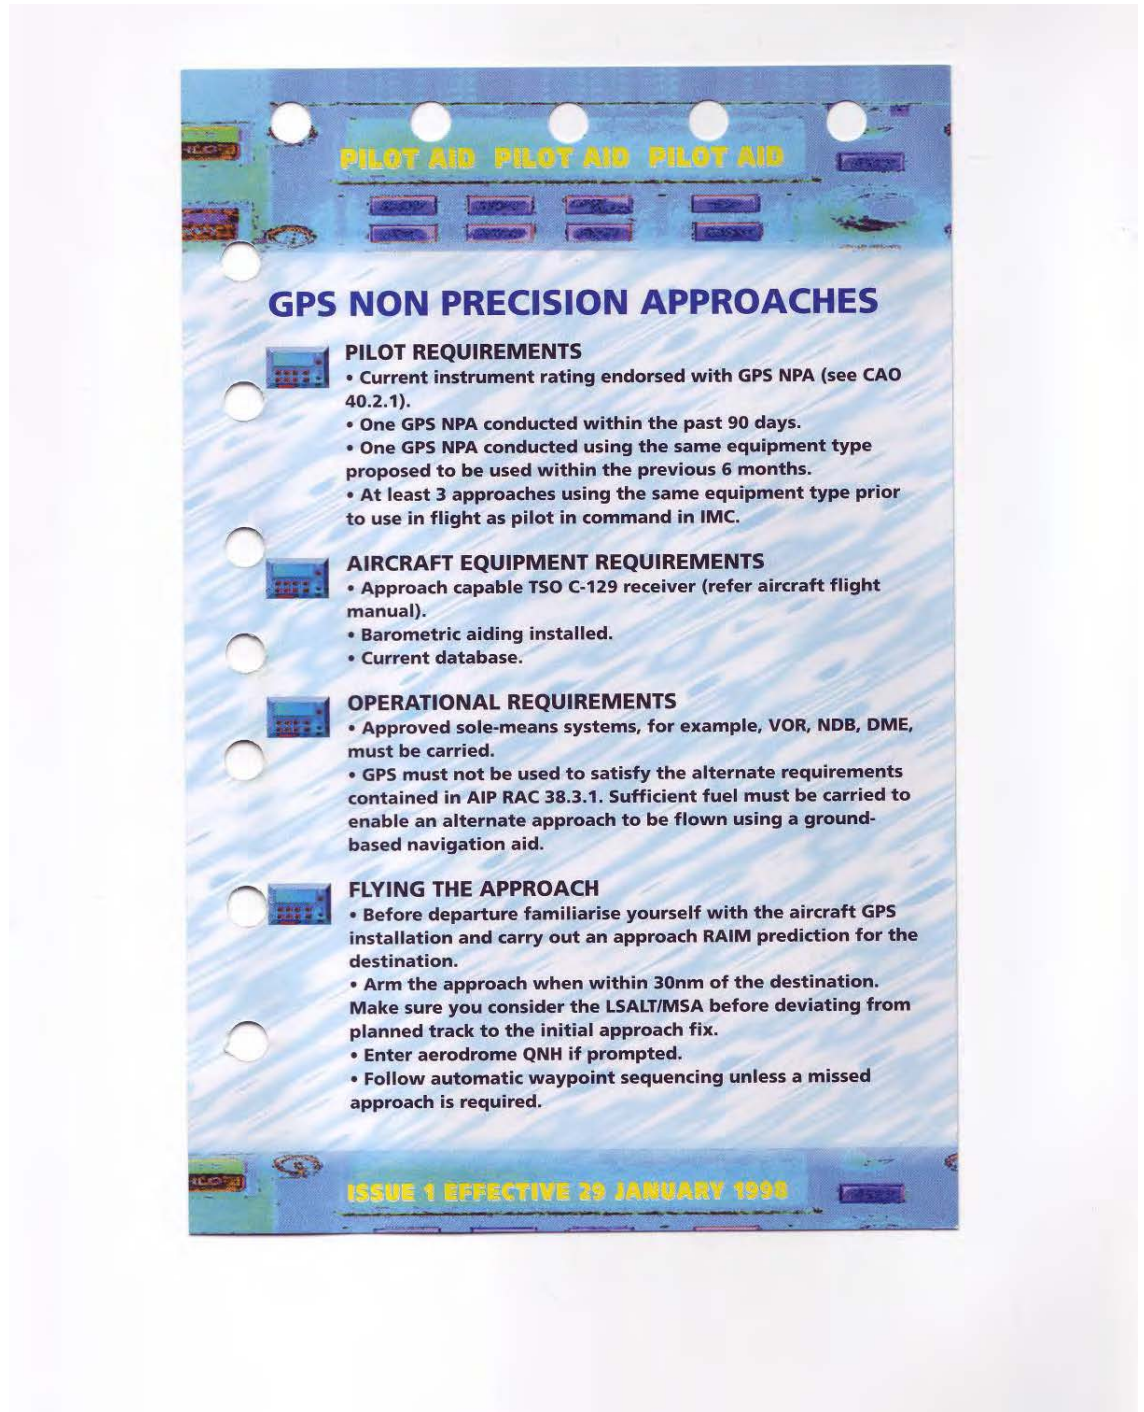 PILOT AID PILOT AID PILOT AID
GPS NON PRECISION APPROACHES
PILOT REQUIREMENTS
• Current instrument rating endorsed with GPS NPA (see CAO
40.2.1).
• One GPS NPA conducted within the past 90 days.
• One GPS NPA conducted using the same equipment type
proposed to be used within the previous 6 months.
• At least 3 approaches using the same equipment type prior
to use in flight as pilot in command in IMC.
AIRCRAFT EQUIPMENT REQUIREMENTS
• Approach capable TSO C-129 receiver (refer aircraft flight
manual).
• Barometric aiding installed.
• Current database.
OPERATIONAL REQUIREMENTS
• Approved sole-means systems, for example, VOR, NDB, DME,
must be carried.
• GPS must not be used to satisfy the alternate requirements
contained in AIP RAC 38.3.1. Sufficient fuel must be carried to
enable an alternate approach to be flown using a ground-
based navigation aid.
FLYING THE APPROACH
• Before departure familiarise yourself with the aircraft GPS
installation and carry out an approach RAIM prediction for the
destination.
• Arm the approach when within 30nm of the destination.
Make sure you consider the LSALT/MSA before deviating from
planned track to the initial approach fix.
• Enter aerodrome QNH if prompted.
• Follow automatic waypoint sequencing unless a missed
approach is required.
ISSUE 1 EFFECTIVE 29 JANUARY 1998